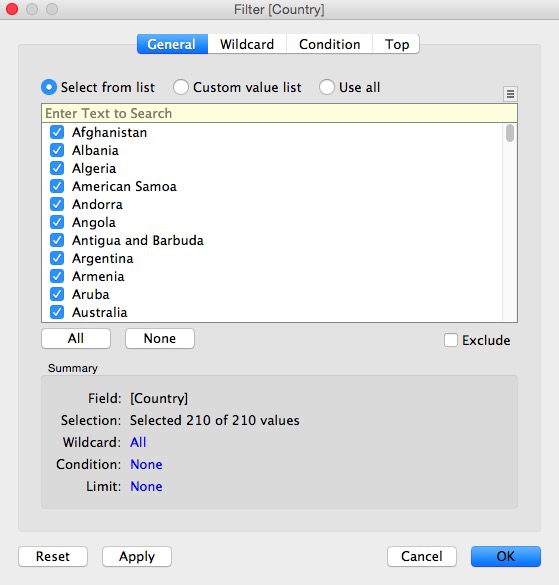 Filter [Country]
General Wildcard Condition Top
Select from list Custom value list Use all
Enter Text to Search
Afghanistan
Albania
Algeria
American Samoa
Andorra
Angola
Antigua and Barbuda
Argentina
Armenia
Aruba
Australia
All None Exclude
Summary
Field: [Country]
Selection: Selected 210 of 210 values
Wildcard: All
Condition: None
Limit: None
Reset Apply Cancel OK